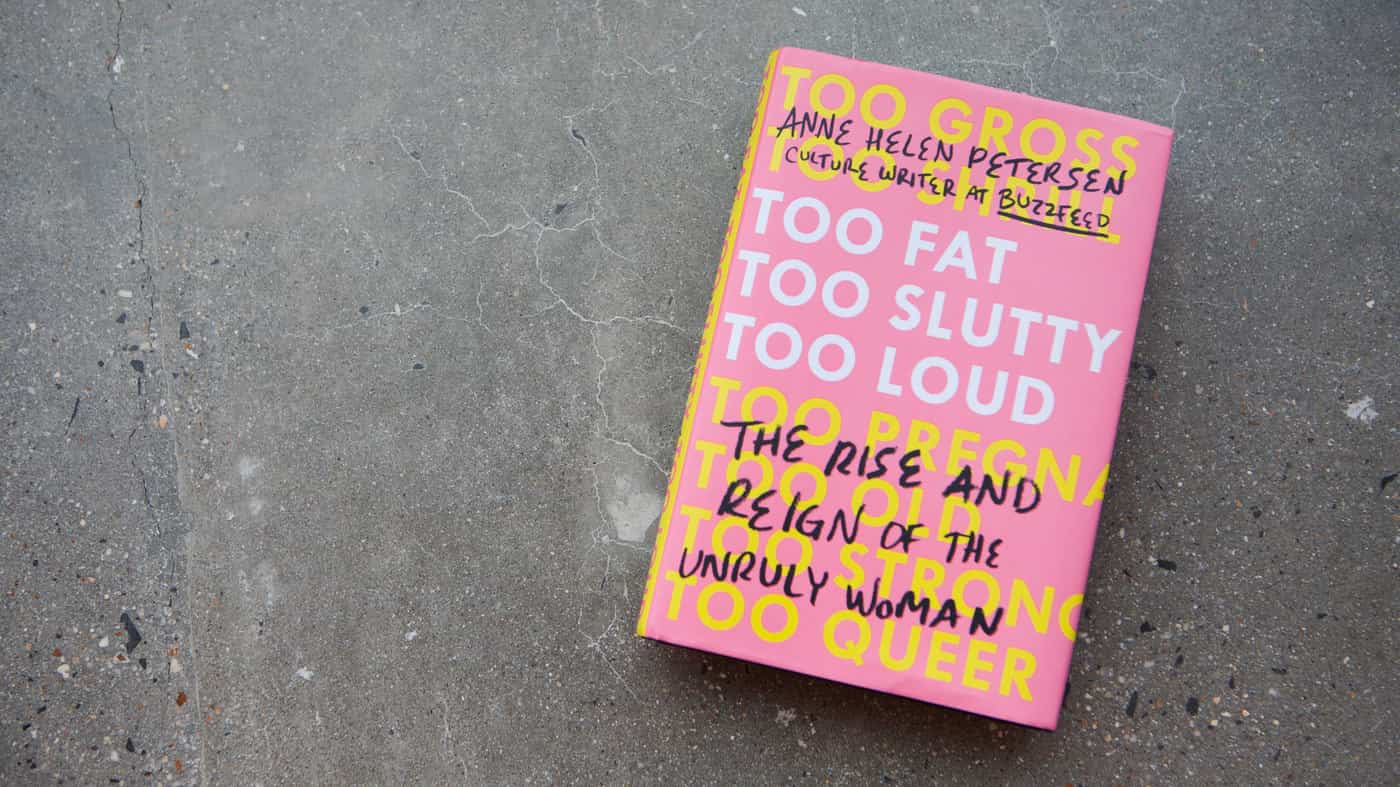 TOO GROSS
ANNE HELEN PETERSEN
TOO SHRILL
CULTURE WRITER AT BUZZFEED
TOO FAT
TOO SLUTTY
TOO LOUD
TOO PREGNA
THE RISE AND
TOO OLD
REIGN OF THE
TOO STRONG
UNRULY WOMAN
TOO QUEER